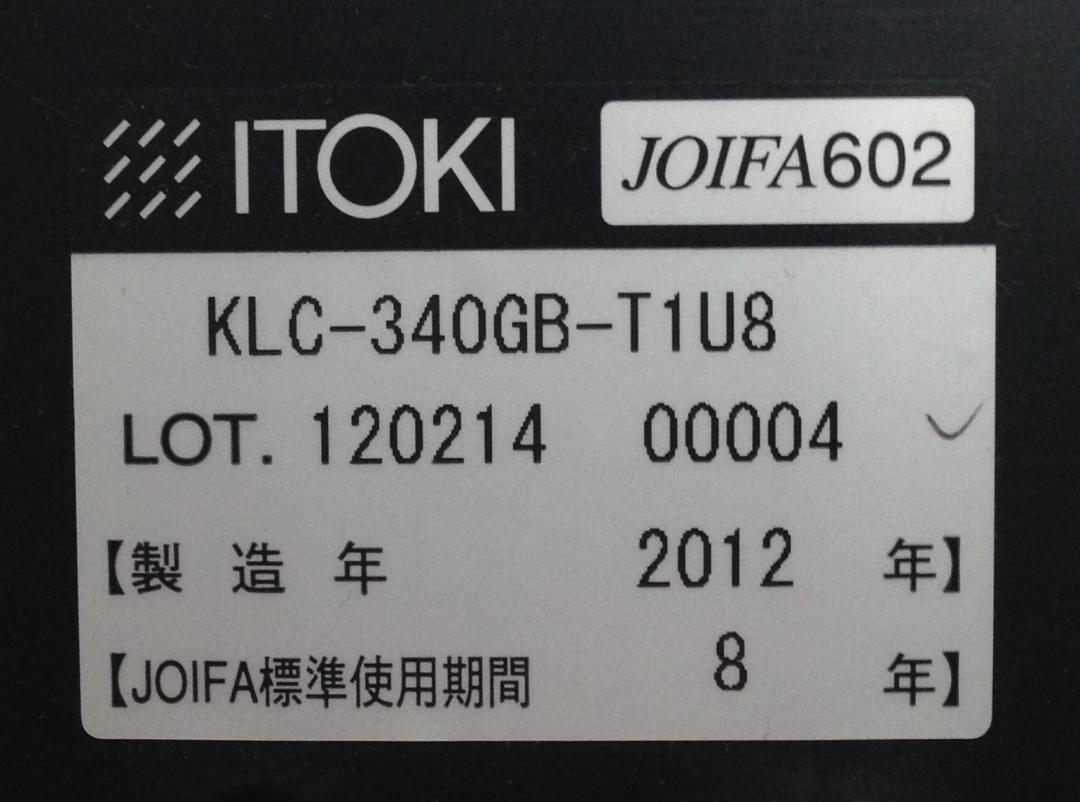 ITOKI JOIFA602
KLC-340GB-T1U8
LOT. 120214 00004
【製造年 2012 年】
【JOIFA標準使用期間 8 年】